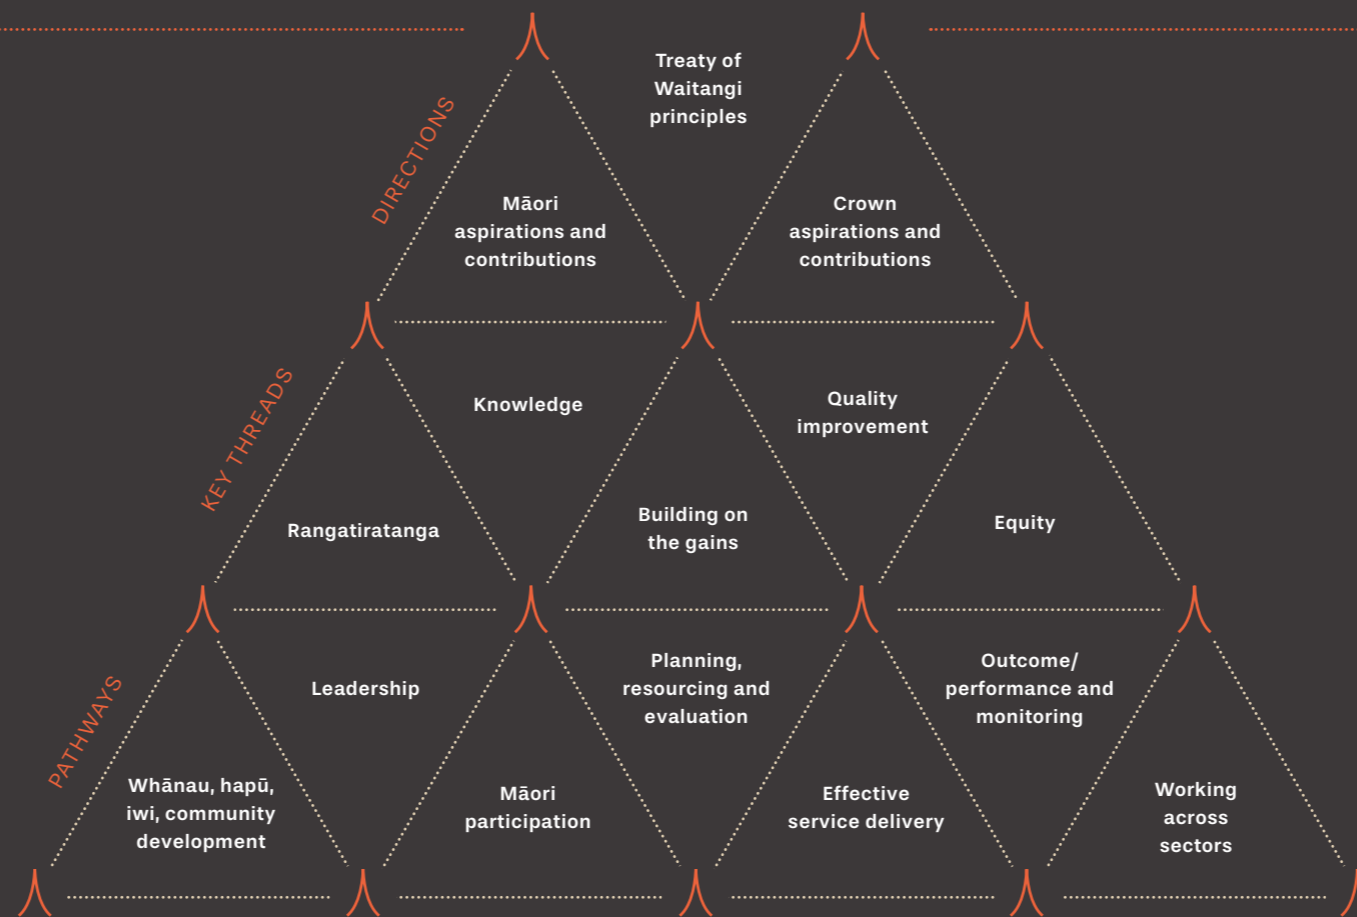 Treaty of
Waitangi
principles
DIRECTIONS
Māori
aspirations and
contributions
Crown
aspirations and
contributions
KEY THREADS
Knowledge
Quality
improvement
Rangatiratanga
Building on
the gains
Equity
PATHWAYS
Leadership
Planning,
resourcing and
evaluation
Outcome/
performance and
monitoring
Whānau, hapū,
iwi, community
development
Māori
participation
Effective
service delivery
Working
across
sectors